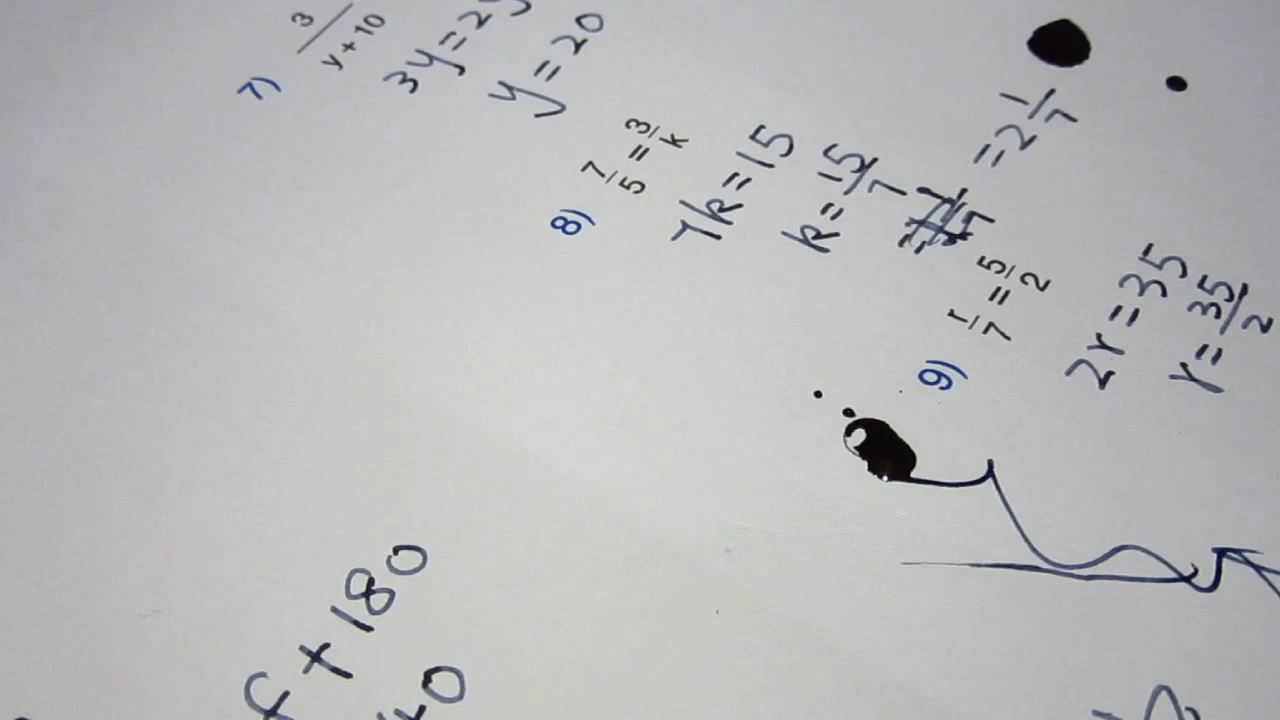 7) 3/y+10
3y=2
y=20
8) 7/5=3/k
7k=15
k=15/7
=2 1/7
9) r/7=5/2
2r=35
r=35/2
+180
0